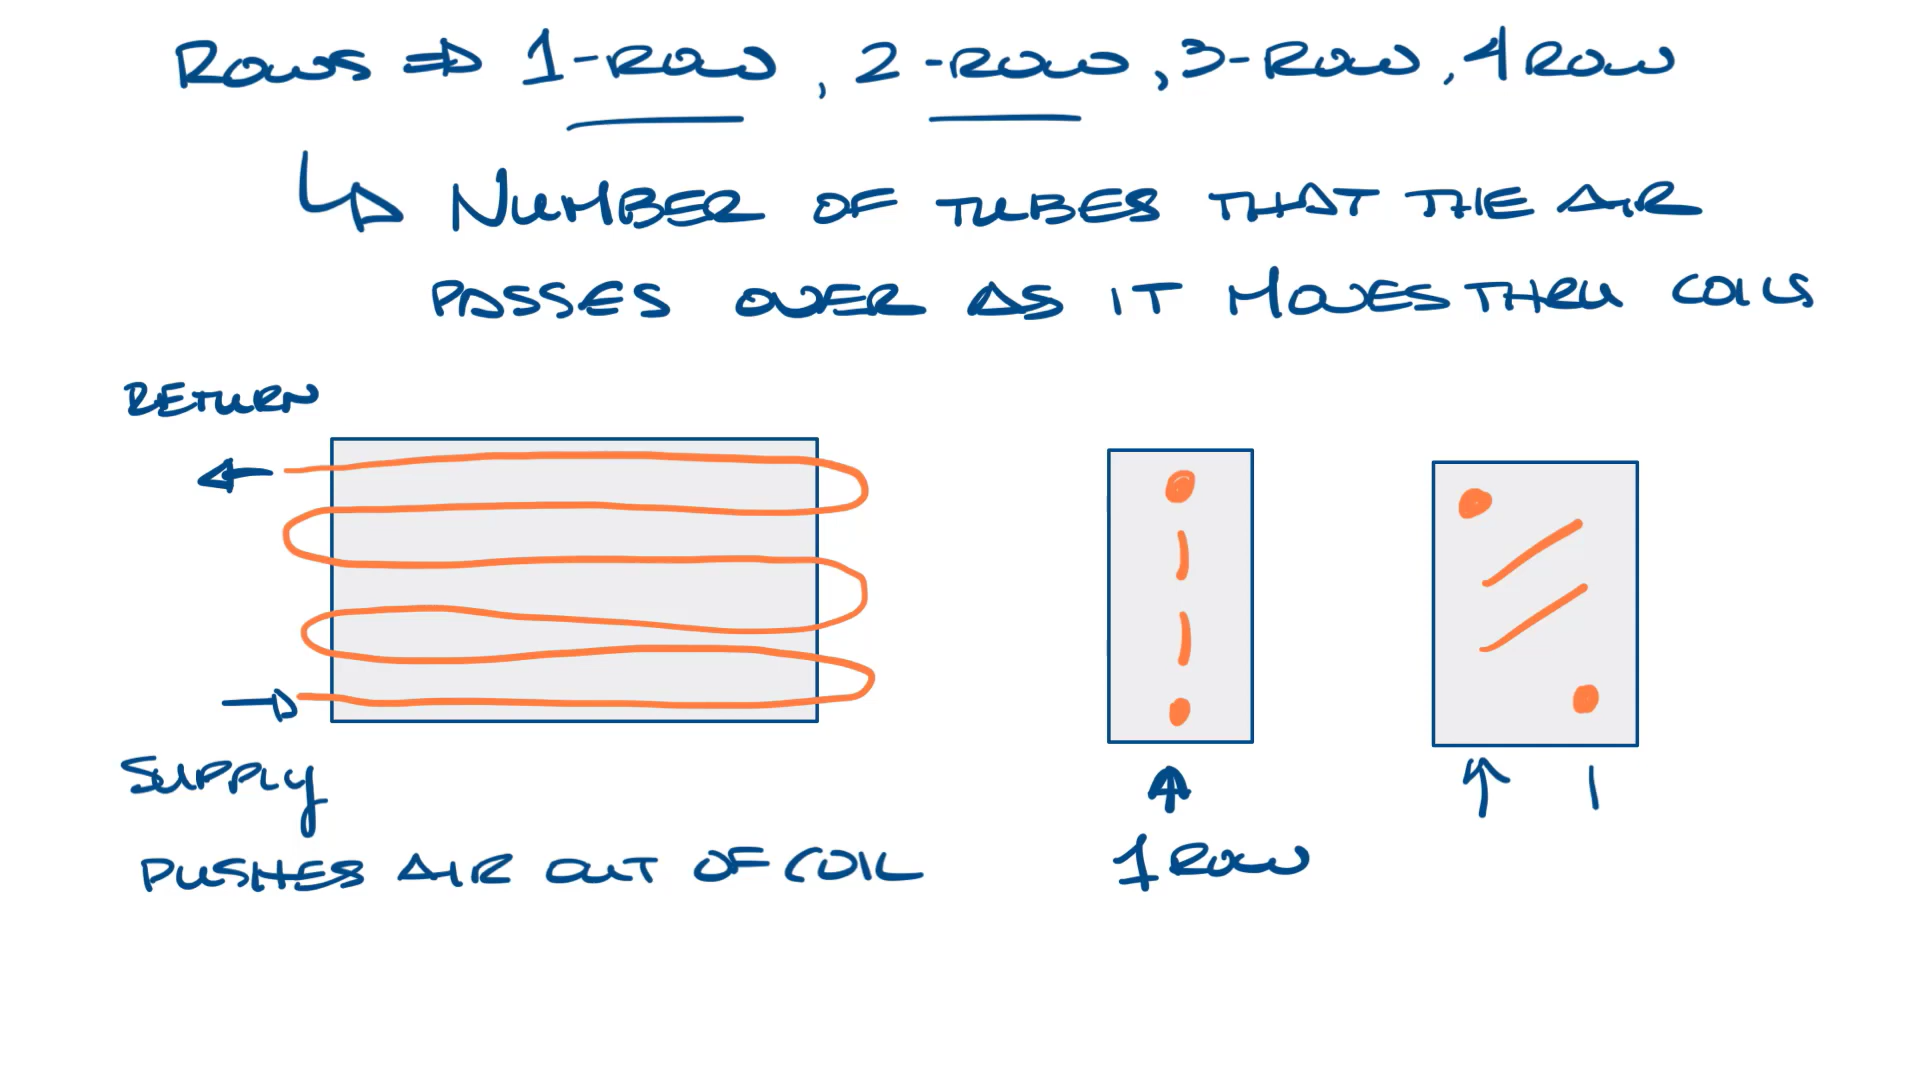 ROWS ⇒ 1-ROW, 2-ROW, 3-ROW, 4 ROW
↳ NUMBER OF TUBES THAT THE AIR
PASSES OVER AS IT MOVES THRU COILS
RETURN
SUPPLY
PUSHES AIR OUT OF COIL
1 ROW